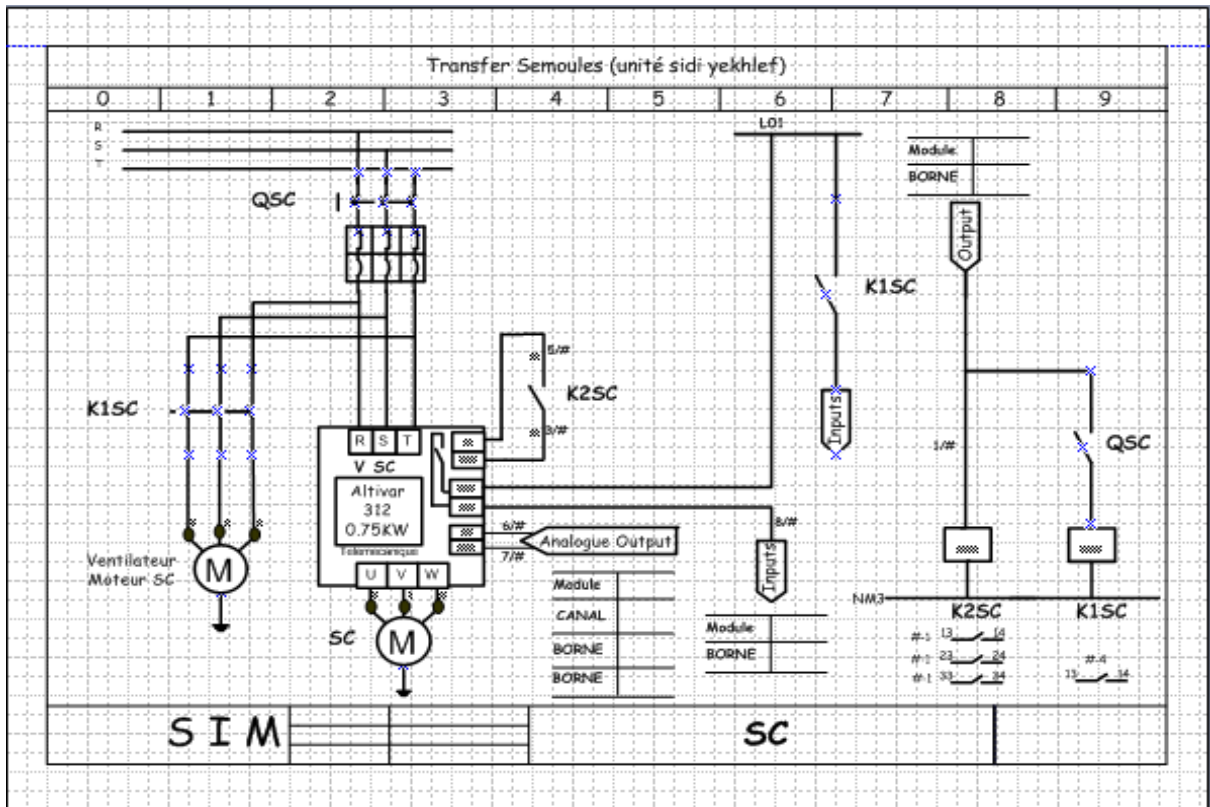 Transfer Semoules (unité sidi yekhlef)
0 1 2 3 4 5 6 7 8 9
R
S
T
L01
Module
BORNE
QSC
Output
K1SC
5/#
K2SC
K1SC
3/#
Inputs
QSC
1/#
R S T
V SC
Altivar
312
0.75KW
Telemecanique
6/#
7/#
Analogue Output
8/#
Inputs
Ventilateur
Moteur SC
M
U V W
SC
M
Module
CANAL
BORNE
BORNE
Module
BORNE
NM3
K2SC K1SC
#-1 13 14
#-1 23 24
#-1 33 34
#-4
13 14
S I M
SC